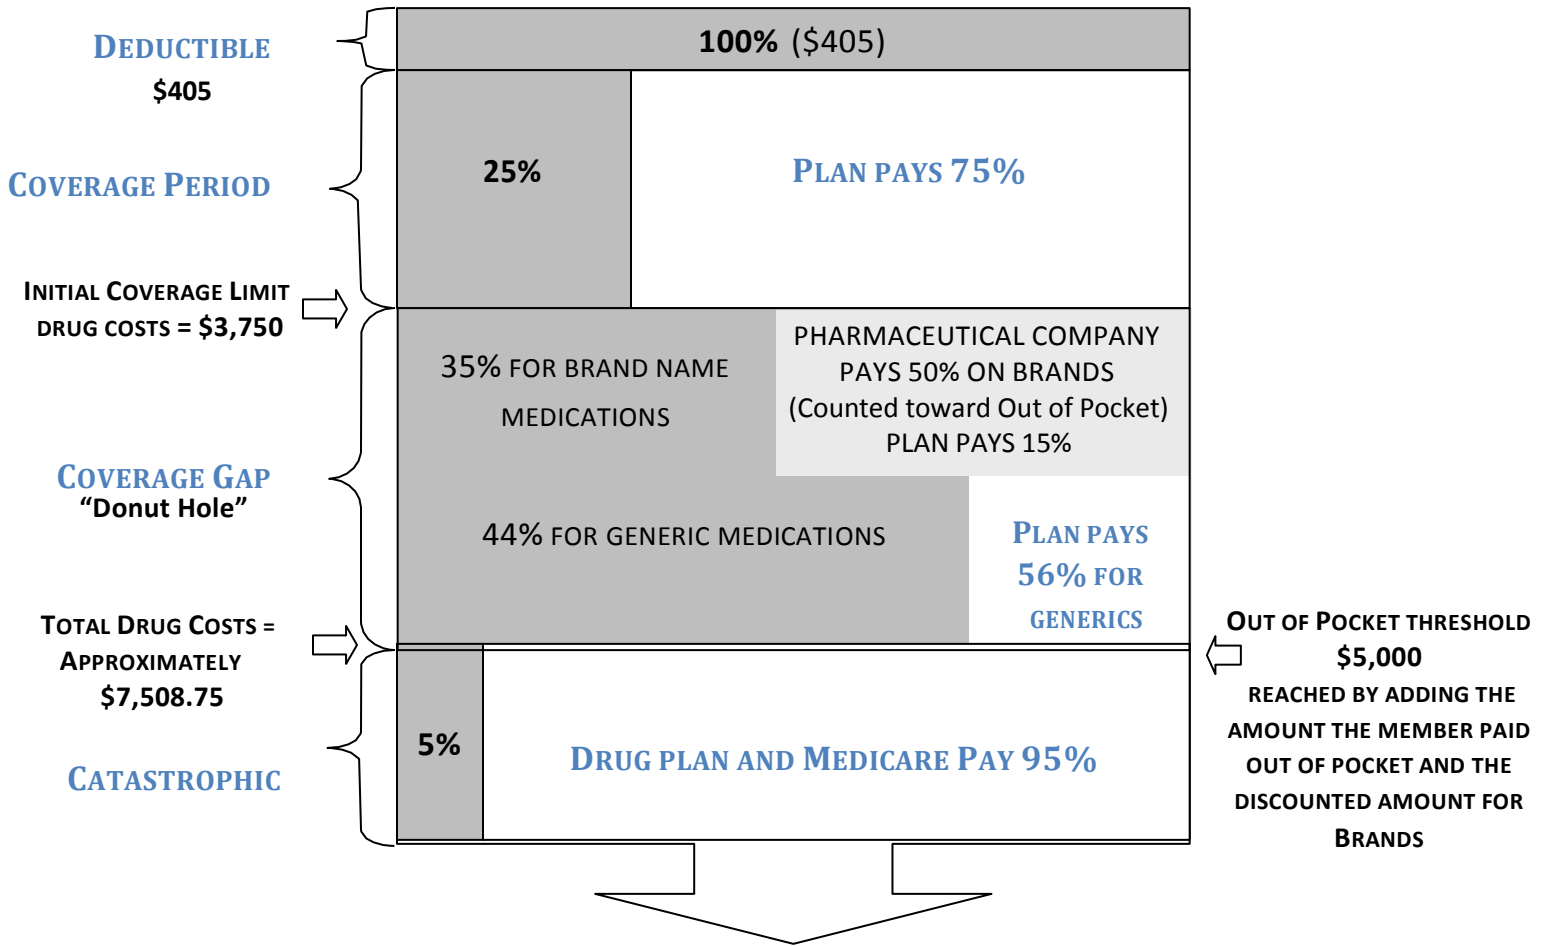 DEDUCTIBLE
$405
100% ($405)
COVERAGE PERIOD
25%
PLAN PAYS 75%
INITIAL COVERAGE LIMIT
DRUG COSTS = $3,750
35% FOR BRAND NAME
MEDICATIONS
PHARMACEUTICAL COMPANY
PAYS 50% ON BRANDS
(Counted toward Out of Pocket)
PLAN PAYS 15%
COVERAGE GAP
“Donut Hole”
44% FOR GENERIC MEDICATIONS
PLAN PAYS
56% FOR
GENERICS
TOTAL DRUG COSTS =
APPROXIMATELY
$7,508.75
OUT OF POCKET THRESHOLD
$5,000
REACHED BY ADDING THE
AMOUNT THE MEMBER PAID
OUT OF POCKET AND THE
DISCOUNTED AMOUNT FOR
BRANDS
CATASTROPHIC
5%
DRUG PLAN AND MEDICARE PAY 95%